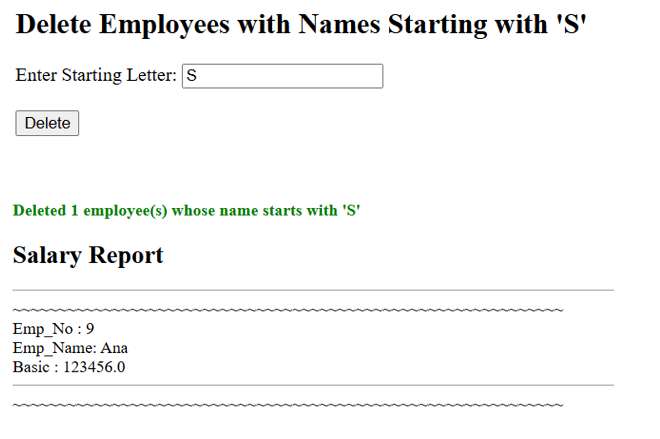 Delete Employees with Names Starting with 'S'
Enter Starting Letter: S
Delete
Deleted 1 employee(s) whose name starts with 'S'
Salary Report
~~~~~~~~~~~~~~~~~~~~~~~~~~~~~~~~~~~~~~~~~~~~~~~~~~~~~~~~~~~~~
Emp_No : 9
Emp_Name: Ana
Basic : 123456.0
~~~~~~~~~~~~~~~~~~~~~~~~~~~~~~~~~~~~~~~~~~~~~~~~~~~~~~~~~~~~~